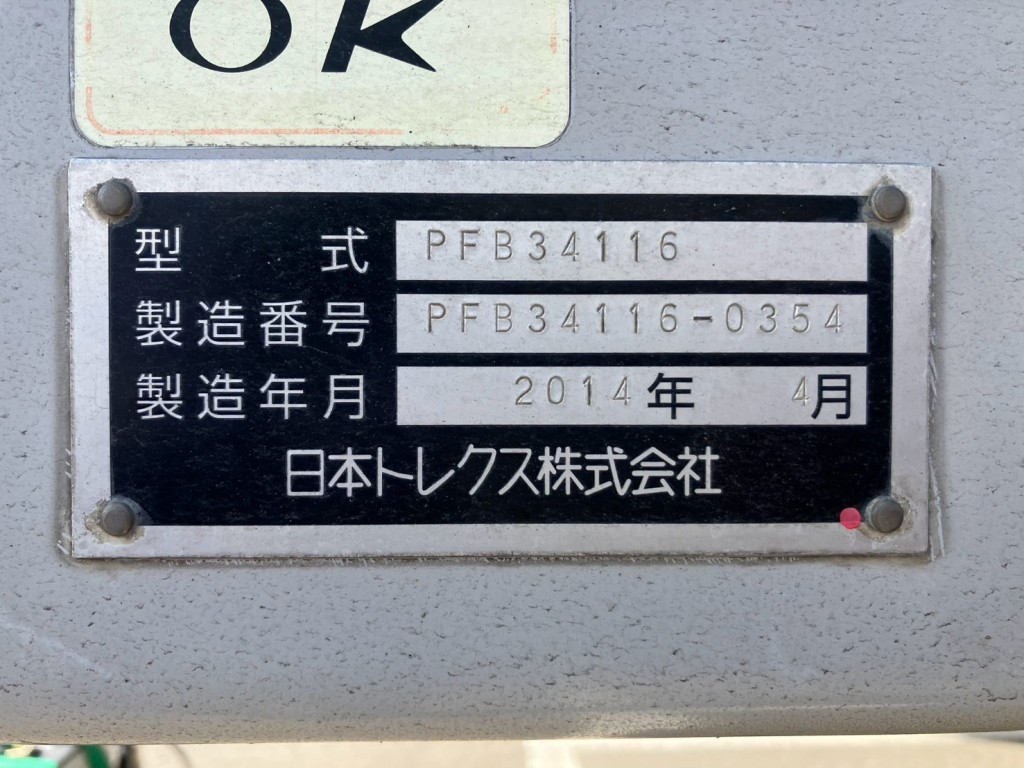 OK
型式 PFB34116
製造番号 PFB34116-0354
製造年月 2014年 4月
日本トレクス株式会社